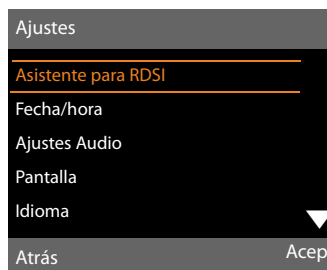 Ajustes
Asistente para RDSI
Fecha/hora
Ajustes Audio
Pantalla
Idioma
Atrás Acep